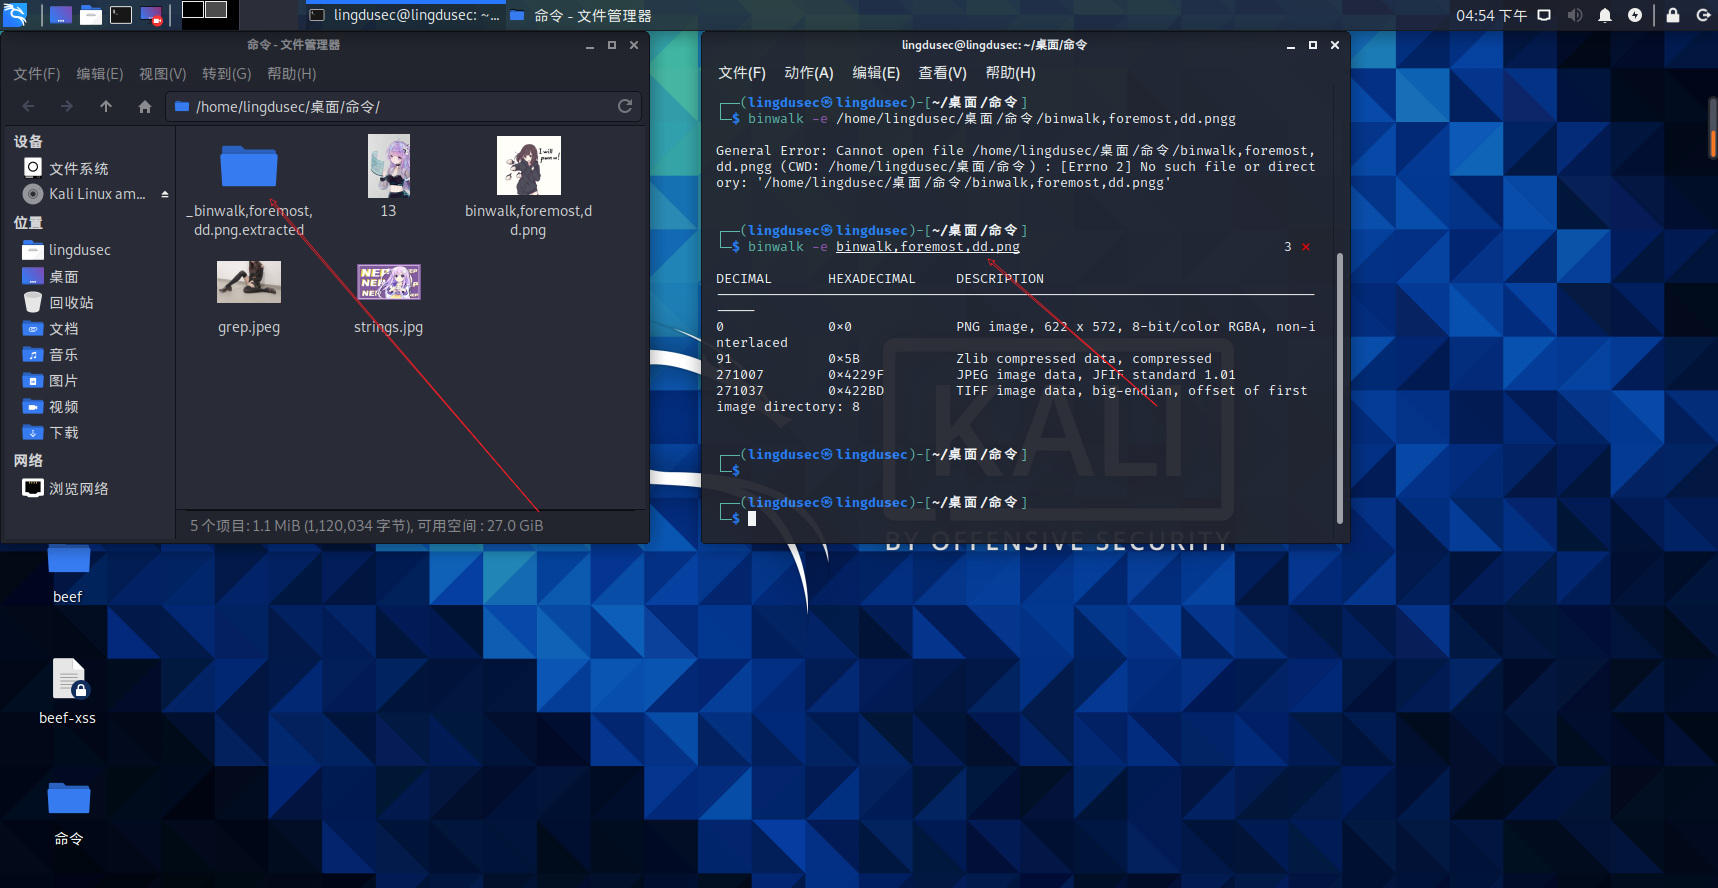 lingdusec@lingdusec: ~...
命令 - 文件管理器
04:54 下午
命令 - 文件管理器
文件(F) 编辑(E) 视图(V) 转到(G) 帮助(H)
/home/lingdusec/桌面/命令/
设备
文件系统
Kali Linux am...
位置
lingdusec
桌面
回收站
文档
音乐
图片
视频
下载
网络
浏览网络
_binwalk,foremost,
dd.png.extracted
13
binwalk,foremost,d
d.png
I will
punch u!
grep.jpeg
NEP
NEP
NEP
strings.jpg
5 个项目: 1.1 MiB (1,120,034 字节), 可用空间 : 27.0 GiB
lingdusec@lingdusec: ~/桌面/命令
文件(F) 动作(A) 编辑(E) 查看(V) 帮助(H)
┌──(lingdusec㉿lingdusec)-[~/桌面/命令]
└─$ binwalk -e /home/lingdusec/桌面/命令/binwalk,foremost,dd.pngg
General Error: Cannot open file /home/lingdusec/桌面/命令/binwalk,foremost,
dd.pngg (CWD: /home/lingdusec/桌面/命令) : [Errno 2] No such file or direct
ory: '/home/lingdusec/桌面/命令/binwalk,foremost,dd.pngg'
┌──(lingdusec㉿lingdusec)-[~/桌面/命令]
└─$ binwalk -e binwalk,foremost,dd.png 3 ⨯
DECIMAL HEXADECIMAL DESCRIPTION
--------------------------------------------------------------------------------
0 0x0 PNG image, 622 x 572, 8-bit/color RGBA, non-i
nterlaced
91 0x5B Zlib compressed data, compressed
271007 0x4229F JPEG image data, JFIF standard 1.01
271037 0x422BD TIFF image data, big-endian, offset of first
image directory: 8
┌──(lingdusec㉿lingdusec)-[~/桌面/命令]
└─$
┌──(lingdusec㉿lingdusec)-[~/桌面/命令]
└─$
KALI
BY OFFENSIVE SECURITY
beef
beef-xss
命令